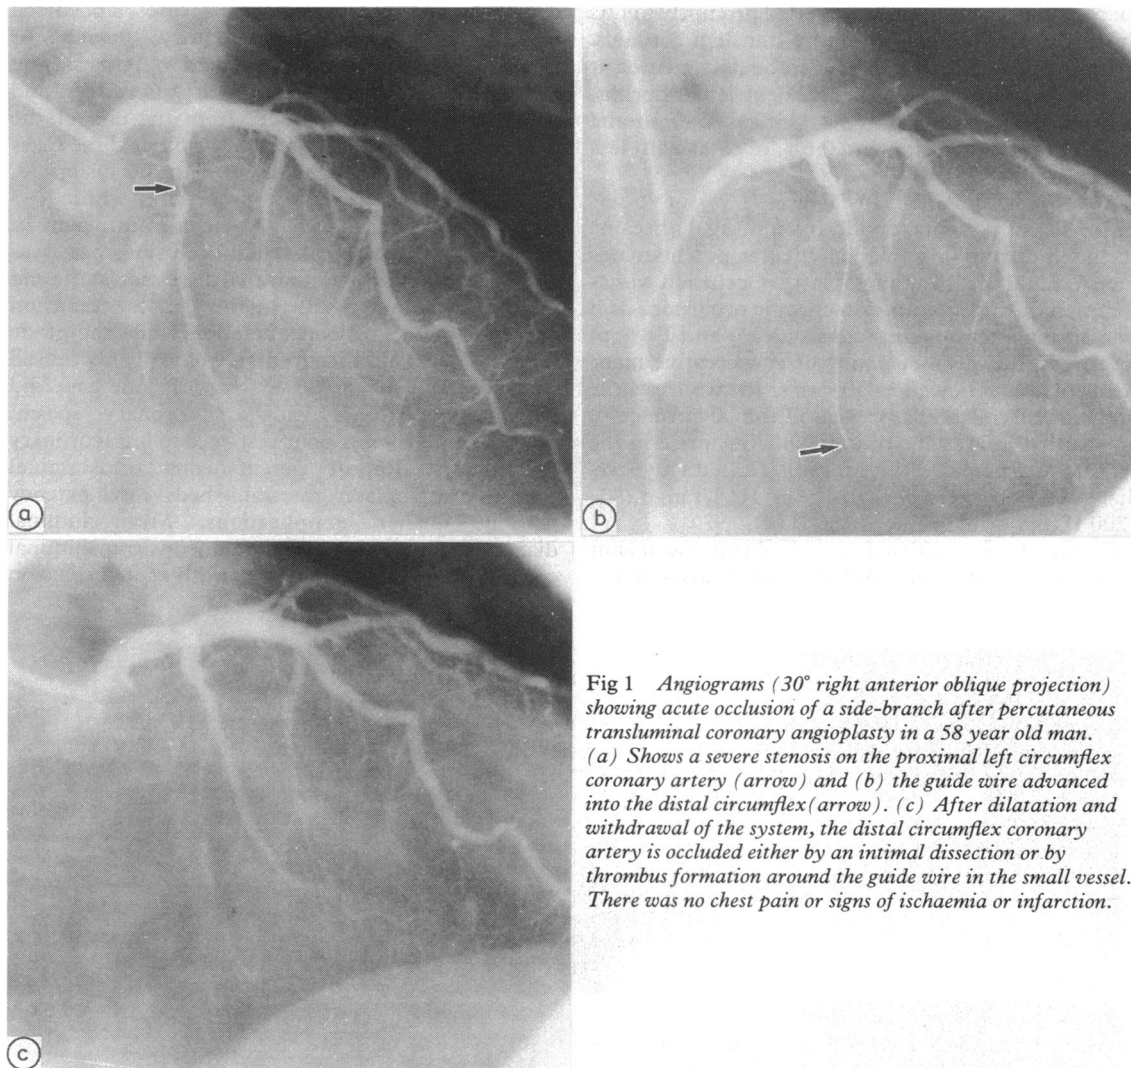 a
b
c
Fig 1 Angiograms (30° right anterior oblique projection)
showing acute occlusion of a side-branch after percutaneous
transluminal coronary angioplasty in a 58 year old man.
(a) Shows a severe stenosis on the proximal left circumflex
coronary artery (arrow) and (b) the guide wire advanced
into the distal circumflex(arrow). (c) After dilatation and
withdrawal of the system, the distal circumflex coronary
artery is occluded either by an intimal dissection or by
thrombus formation around the guide wire in the small vessel.
There was no chest pain or signs of ischaemia or infarction.